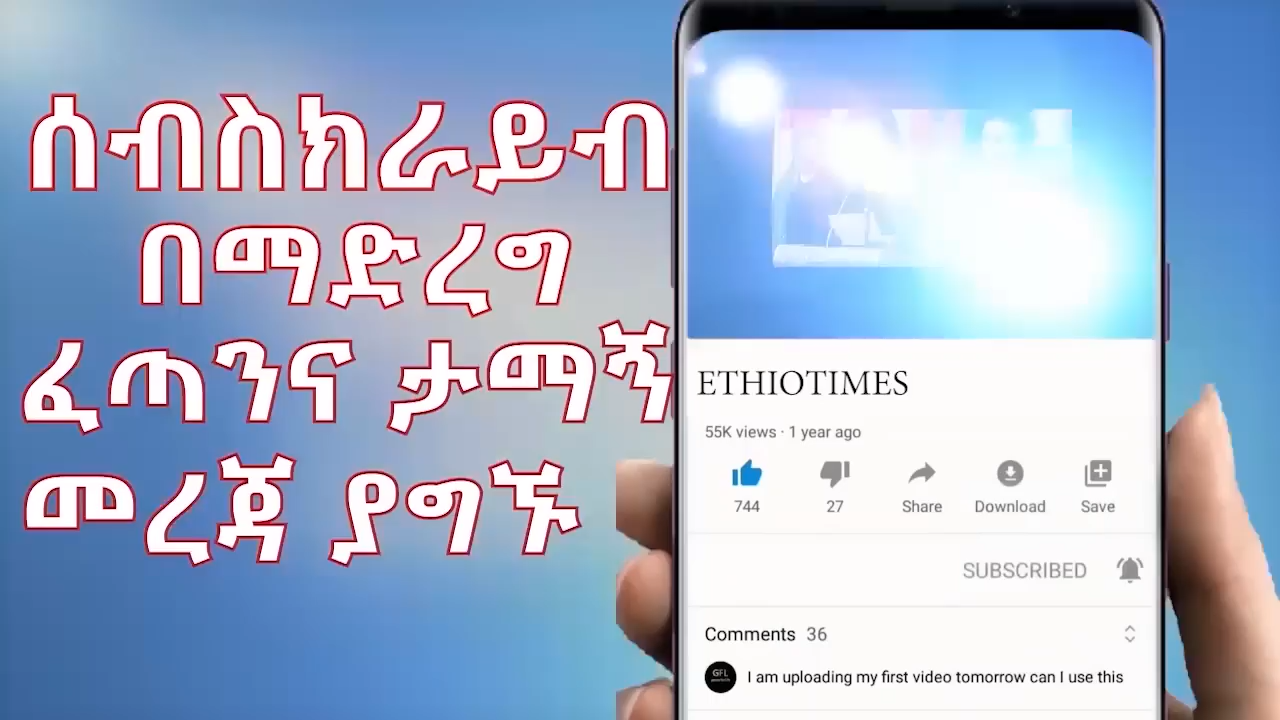 ሰብስክራይብ
በማድረግ
ፈጣንና ታማኝ
መረጃ ያግኙ
ETHIOTIMES
55K views · 1 year ago
744 27 Share Download Save
SUBSCRIBED
Comments 36
GFL
I am uploading my first video tomorrow can I use this